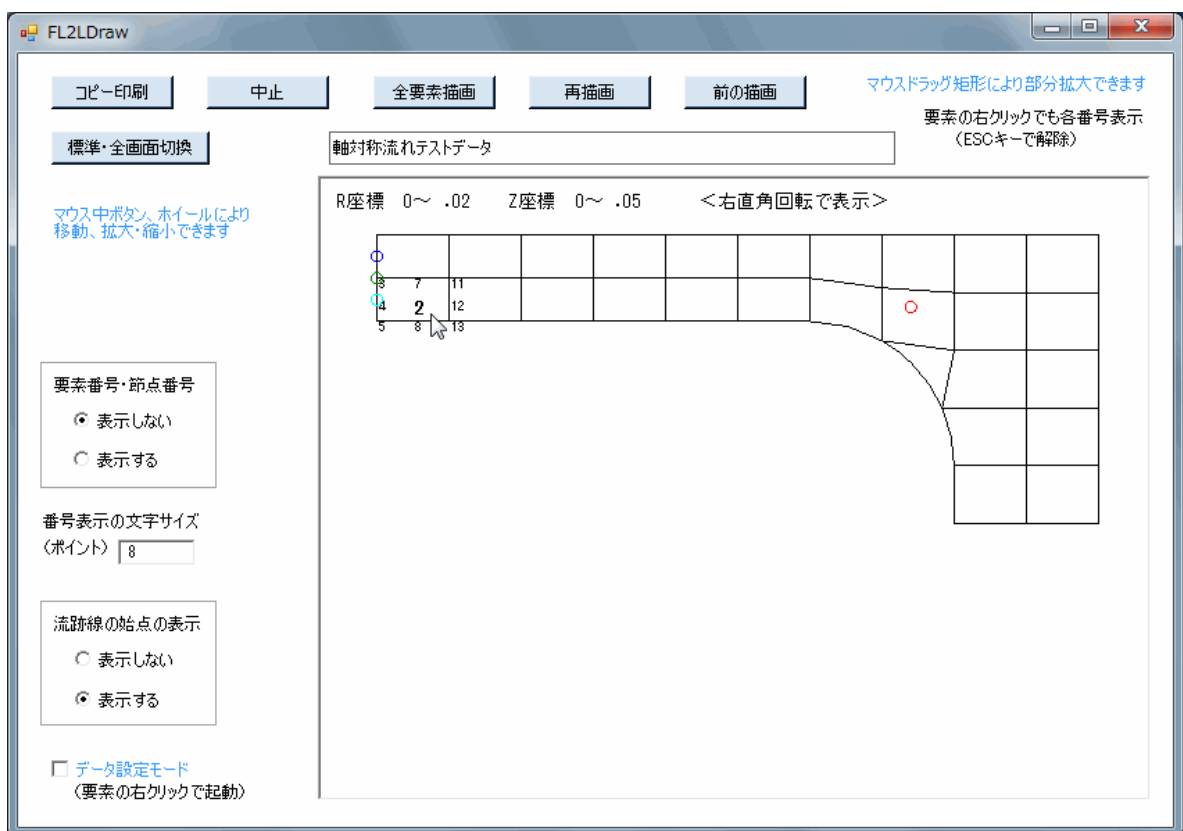 FL2LDraw
コピー印刷
中止
全要素描画
再描画
前の描画
マウスドラッグ矩形により部分拡大できます
要素の右クリックでも各番号表示
(ESCキーで解除)
標準・全画面切換
軸対称流れテストデータ
マウス中ボタン、ホイールにより
移動、拡大・縮小できます
R座標 0～ .02 Z座標 0～ .05 ＜右直角回転で表示＞
3 7 11
4 2 12
5 8 13
要素番号・節点番号
表示しない
表示する
番号表示の文字サイズ
(ポイント) 8
流跡線の始点の表示
表示しない
表示する
データ設定モード
(要素の右クリックで起動)